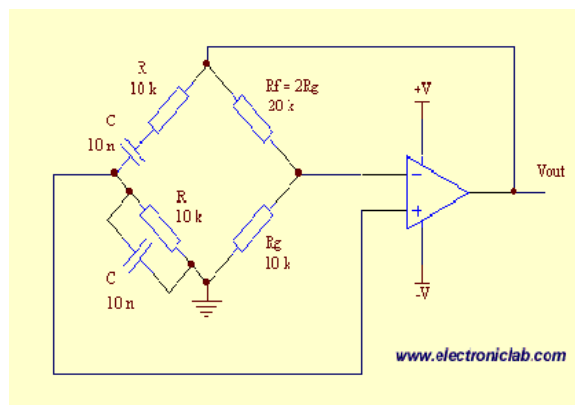 R
10 k
Rf = 2Rg
20 k
+V
C
10 n
−
Vout
R
10 k
+
Rg
10 k
C
10 n
-V
www.electroniclab.com